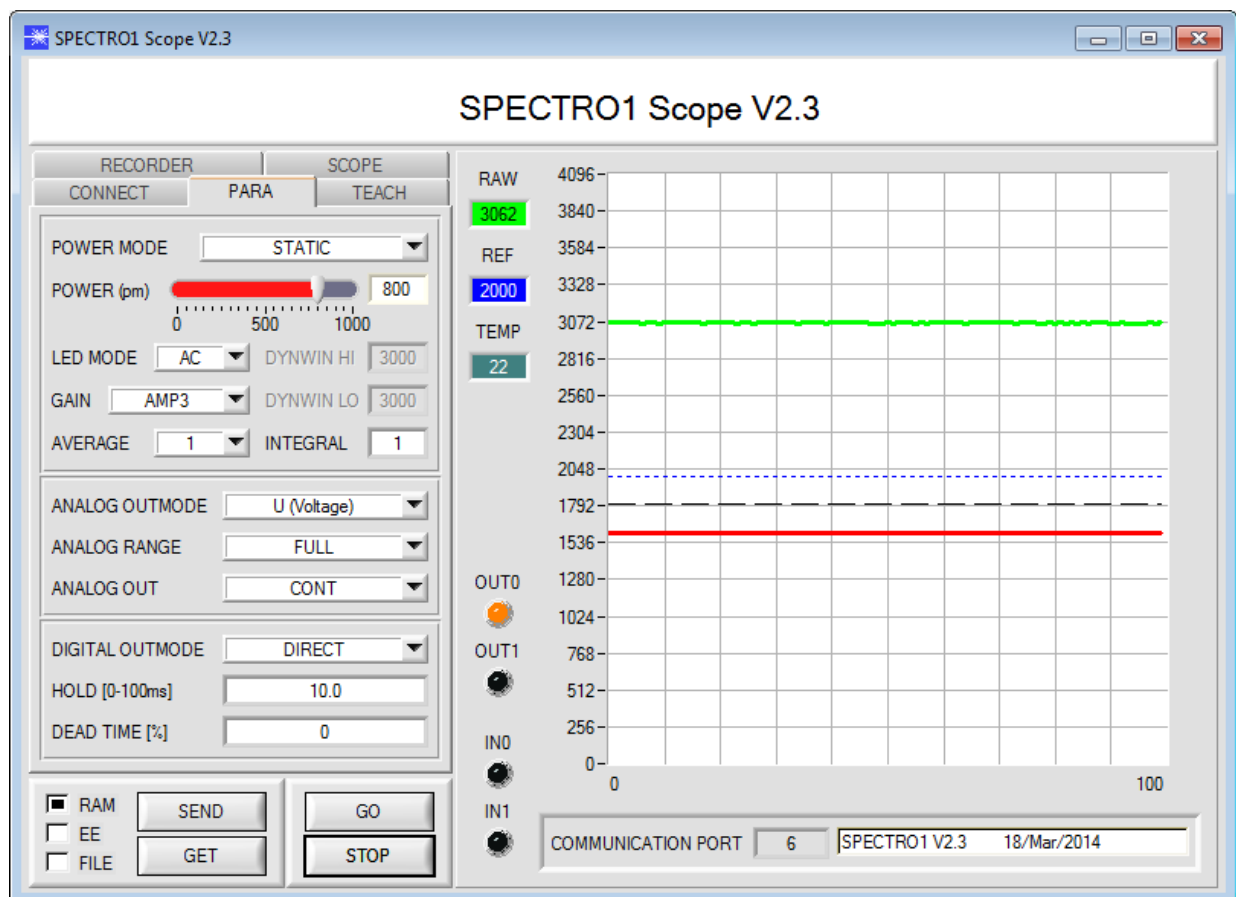 SPECTRO1 Scope V2.3
SPECTRO1 Scope V2.3
RECORDER SCOPE
CONNECT PARA TEACH
POWER MODE STATIC
POWER (pm) 800
0 500 1000
LED MODE AC DYNWIN HI 3000
GAIN AMP3 DYNWIN LO 3000
AVERAGE 1 INTEGRAL 1
ANALOG OUTMODE U (Voltage)
ANALOG RANGE FULL
ANALOG OUT CONT
DIGITAL OUTMODE DIRECT
HOLD [0-100ms] 10.0
DEAD TIME [%] 0
RAM
EE
FILE
SEND
GET
GO
STOP
RAW
3062
REF
2000
TEMP
22
OUT0
OUT1
IN0
IN1
4096
3840
3584
3328
3072
2816
2560
2304
2048
1792
1536
1280
1024
768
512
256
0
0 100
COMMUNICATION PORT 6 SPECTRO1 V2.3 18/Mar/2014